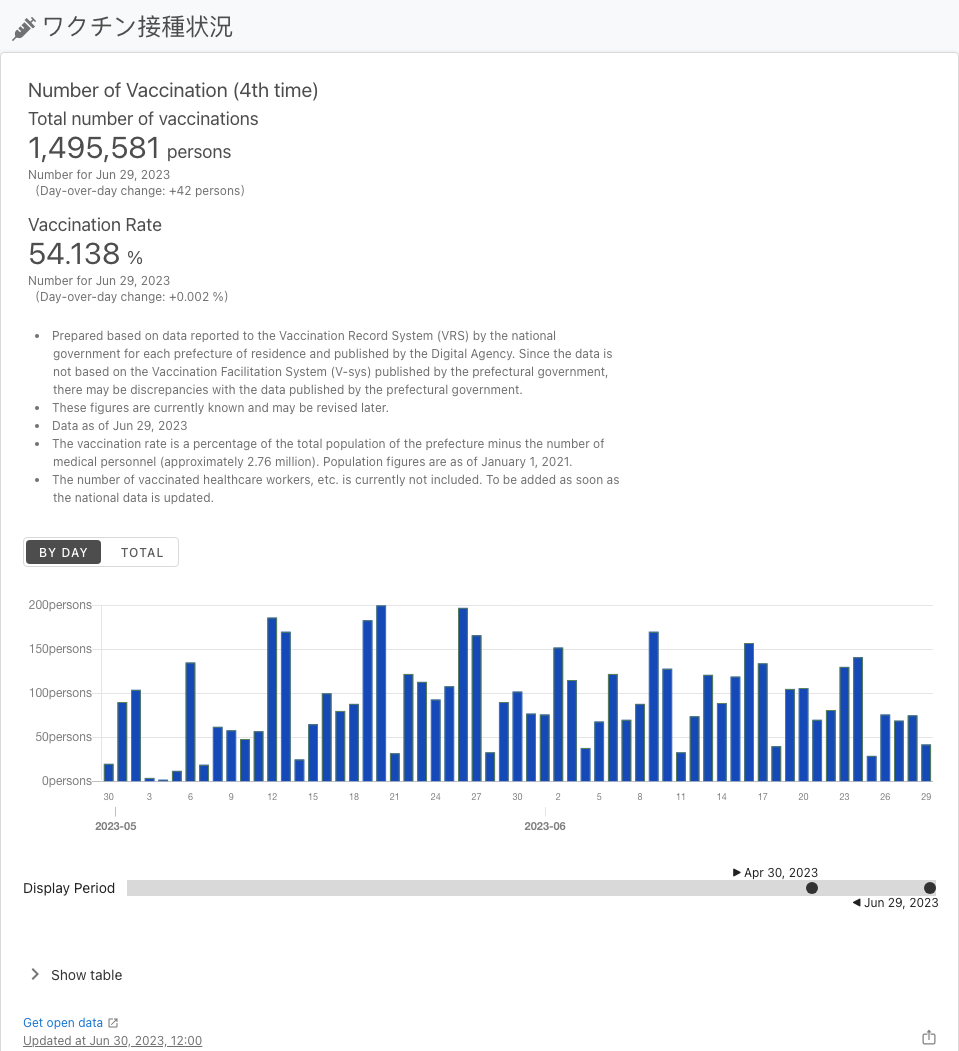 ワクチン接種状況
Number of Vaccination (4th time)
Total number of vaccinations
1,495,581 persons
Number for Jun 29, 2023
(Day-over-day change: +42 persons)
Vaccination Rate
54.138 %
Number for Jun 29, 2023
(Day-over-day change: +0.002 %)
• Prepared based on data reported to the Vaccination Record System (VRS) by the national
government for each prefecture of residence and published by the Digital Agency. Since the data is
not based on the Vaccination Facilitation System (V-sys) published by the prefectural government,
there may be discrepancies with the data published by the prefectural government.
• These figures are currently known and may be revised later.
• Data as of Jun 29, 2023
• The vaccination rate is a percentage of the total population of the prefecture minus the number of
medical personnel (approximately 2.76 million). Population figures are as of January 1, 2021.
• The number of vaccinated healthcare workers, etc. is currently not included. To be added as soon as
the national data is updated.
BY DAY TOTAL
200persons
150persons
100persons
50persons
0persons
30 3 6 9 12 15 18 21 24 27 30 2 5 8 11 14 17 20 23 26 29
2023-05 2023-06
Apr 30, 2023
Display Period
Jun 29, 2023
Show table
Get open data
Updated at Jun 30, 2023, 12:00